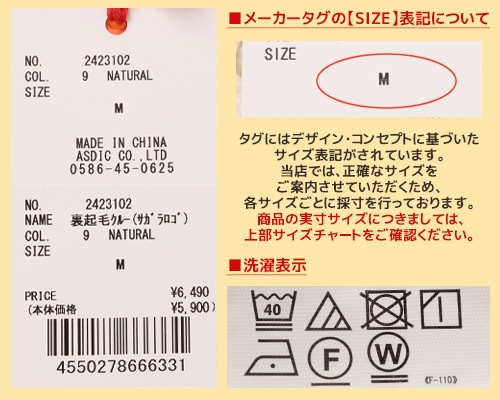 NO. 2423102
COL. 9 NATURAL
SIZE
M
MADE IN CHINA
ASDIC CO.,LTD
0586-45-0625
NO. 2423102
NAME 裏起毛クルー(サガラロゴ)
COL. 9 NATURAL
SIZE
M
PRICE ¥6,490
(本体価格 ¥5,900)
4550278666331
■メーカータグの【SIZE】表記について
SIZE
M
タグにはデザイン・コンセプトに基づいた
サイズ表記がされています。
当店では、正確なサイズを
ご案内させていただくため、
各サイズごとに採寸を行っております。
商品の実寸サイズにつきましては、
上部サイズチャートをご確認ください。
■洗濯表示
40
F
W
《F-110》